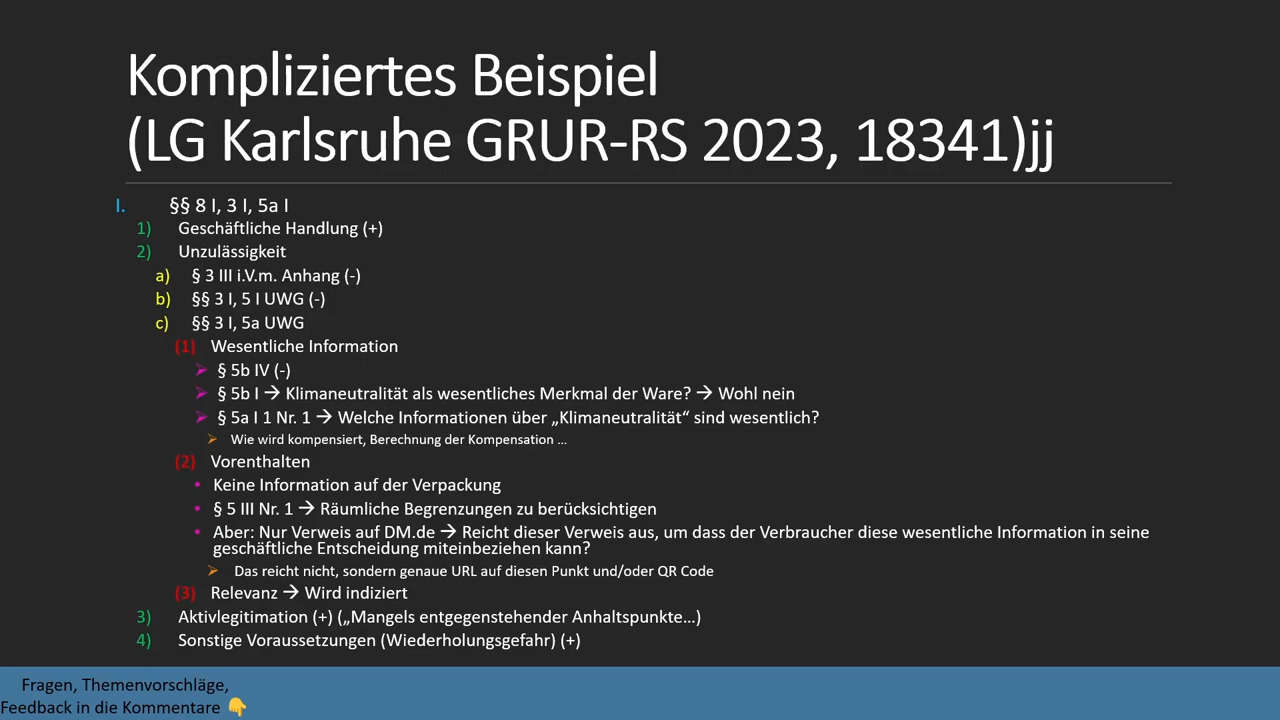 Kompliziertes Beispiel
(LG Karlsruhe GRUR-RS 2023, 18341)jj
I. §§ 8 I, 3 I, 5a I
1) Geschäftliche Handlung (+)
2) Unzulässigkeit
a) § 3 III i.V.m. Anhang (-)
b) §§ 3 I, 5 I UWG (-)
c) §§ 3 I, 5a UWG
(1) Wesentliche Information
➢ § 5b IV (-)
➢ § 5b I → Klimaneutralität als wesentliches Merkmal der Ware? → Wohl nein
➢ § 5a I 1 Nr. 1 → Welche Informationen über „Klimaneutralität“ sind wesentlich?
➢ Wie wird kompensiert, Berechnung der Kompensation ...
(2) Vorenthalten
• Keine Information auf der Verpackung
• § 5 III Nr. 1 → Räumliche Begrenzungen zu berücksichtigen
• Aber: Nur Verweis auf DM.de → Reicht dieser Verweis aus, um dass der Verbraucher diese wesentliche Information in seine
geschäftliche Entscheidung miteinbeziehen kann?
➢ Das reicht nicht, sondern genaue URL auf diesen Punkt und/oder QR Code
(3) Relevanz → Wird indiziert
3) Aktivlegitimation (+) („Mangels entgegenstehender Anhaltspunkte...)
4) Sonstige Voraussetzungen (Wiederholungsgefahr) (+)
Fragen, Themenvorschläge,
Feedback in die Kommentare 👇